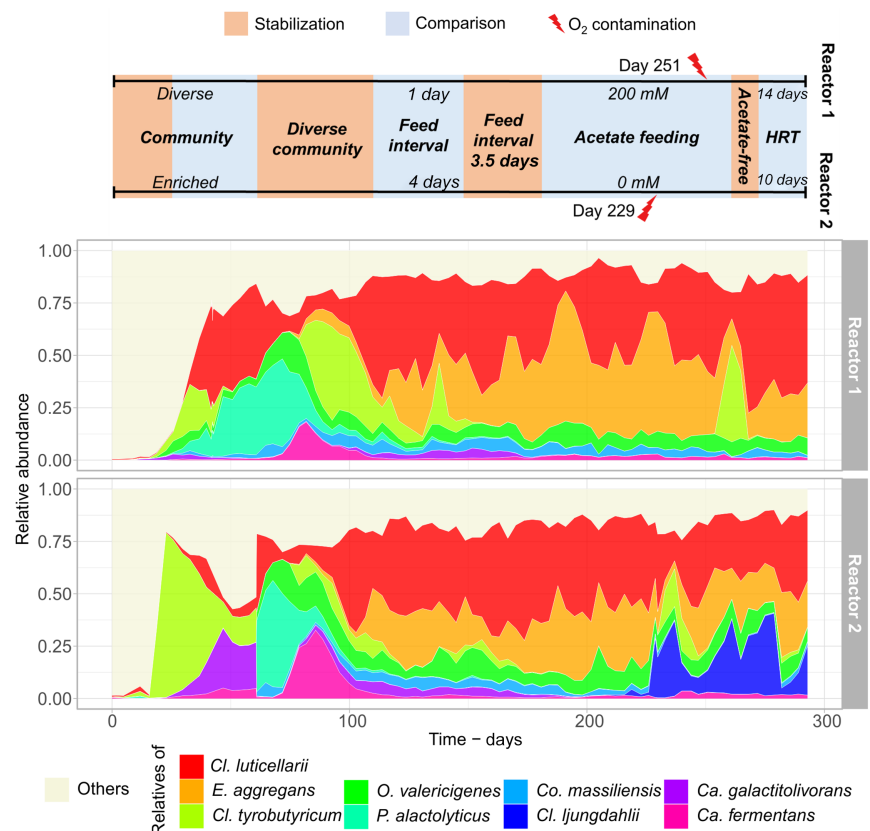 Stabilization Comparison O₂ contamination
Day 251
Reactor 1
Diverse 1 day 200 mM 14 days
Community Diverse community Feed interval Feed interval 3.5 days Acetate feeding Acetate-free HRT
Enriched 4 days 0 mM 10 days
Reactor 2
Day 229
Relative abundance
1.00
0.75
0.50
0.25
0.00
Reactor 1
1.00
0.75
0.50
0.25
0.00
Reactor 2
0 100 200 300
Time − days
Others
Relatives of
Cl. luticellarii
E. aggregans O. valericigenes Co. massiliensis Ca. galactitolivorans
Cl. tyrobutyricum P. alactolyticus Cl. ljungdahlii Ca. fermentans